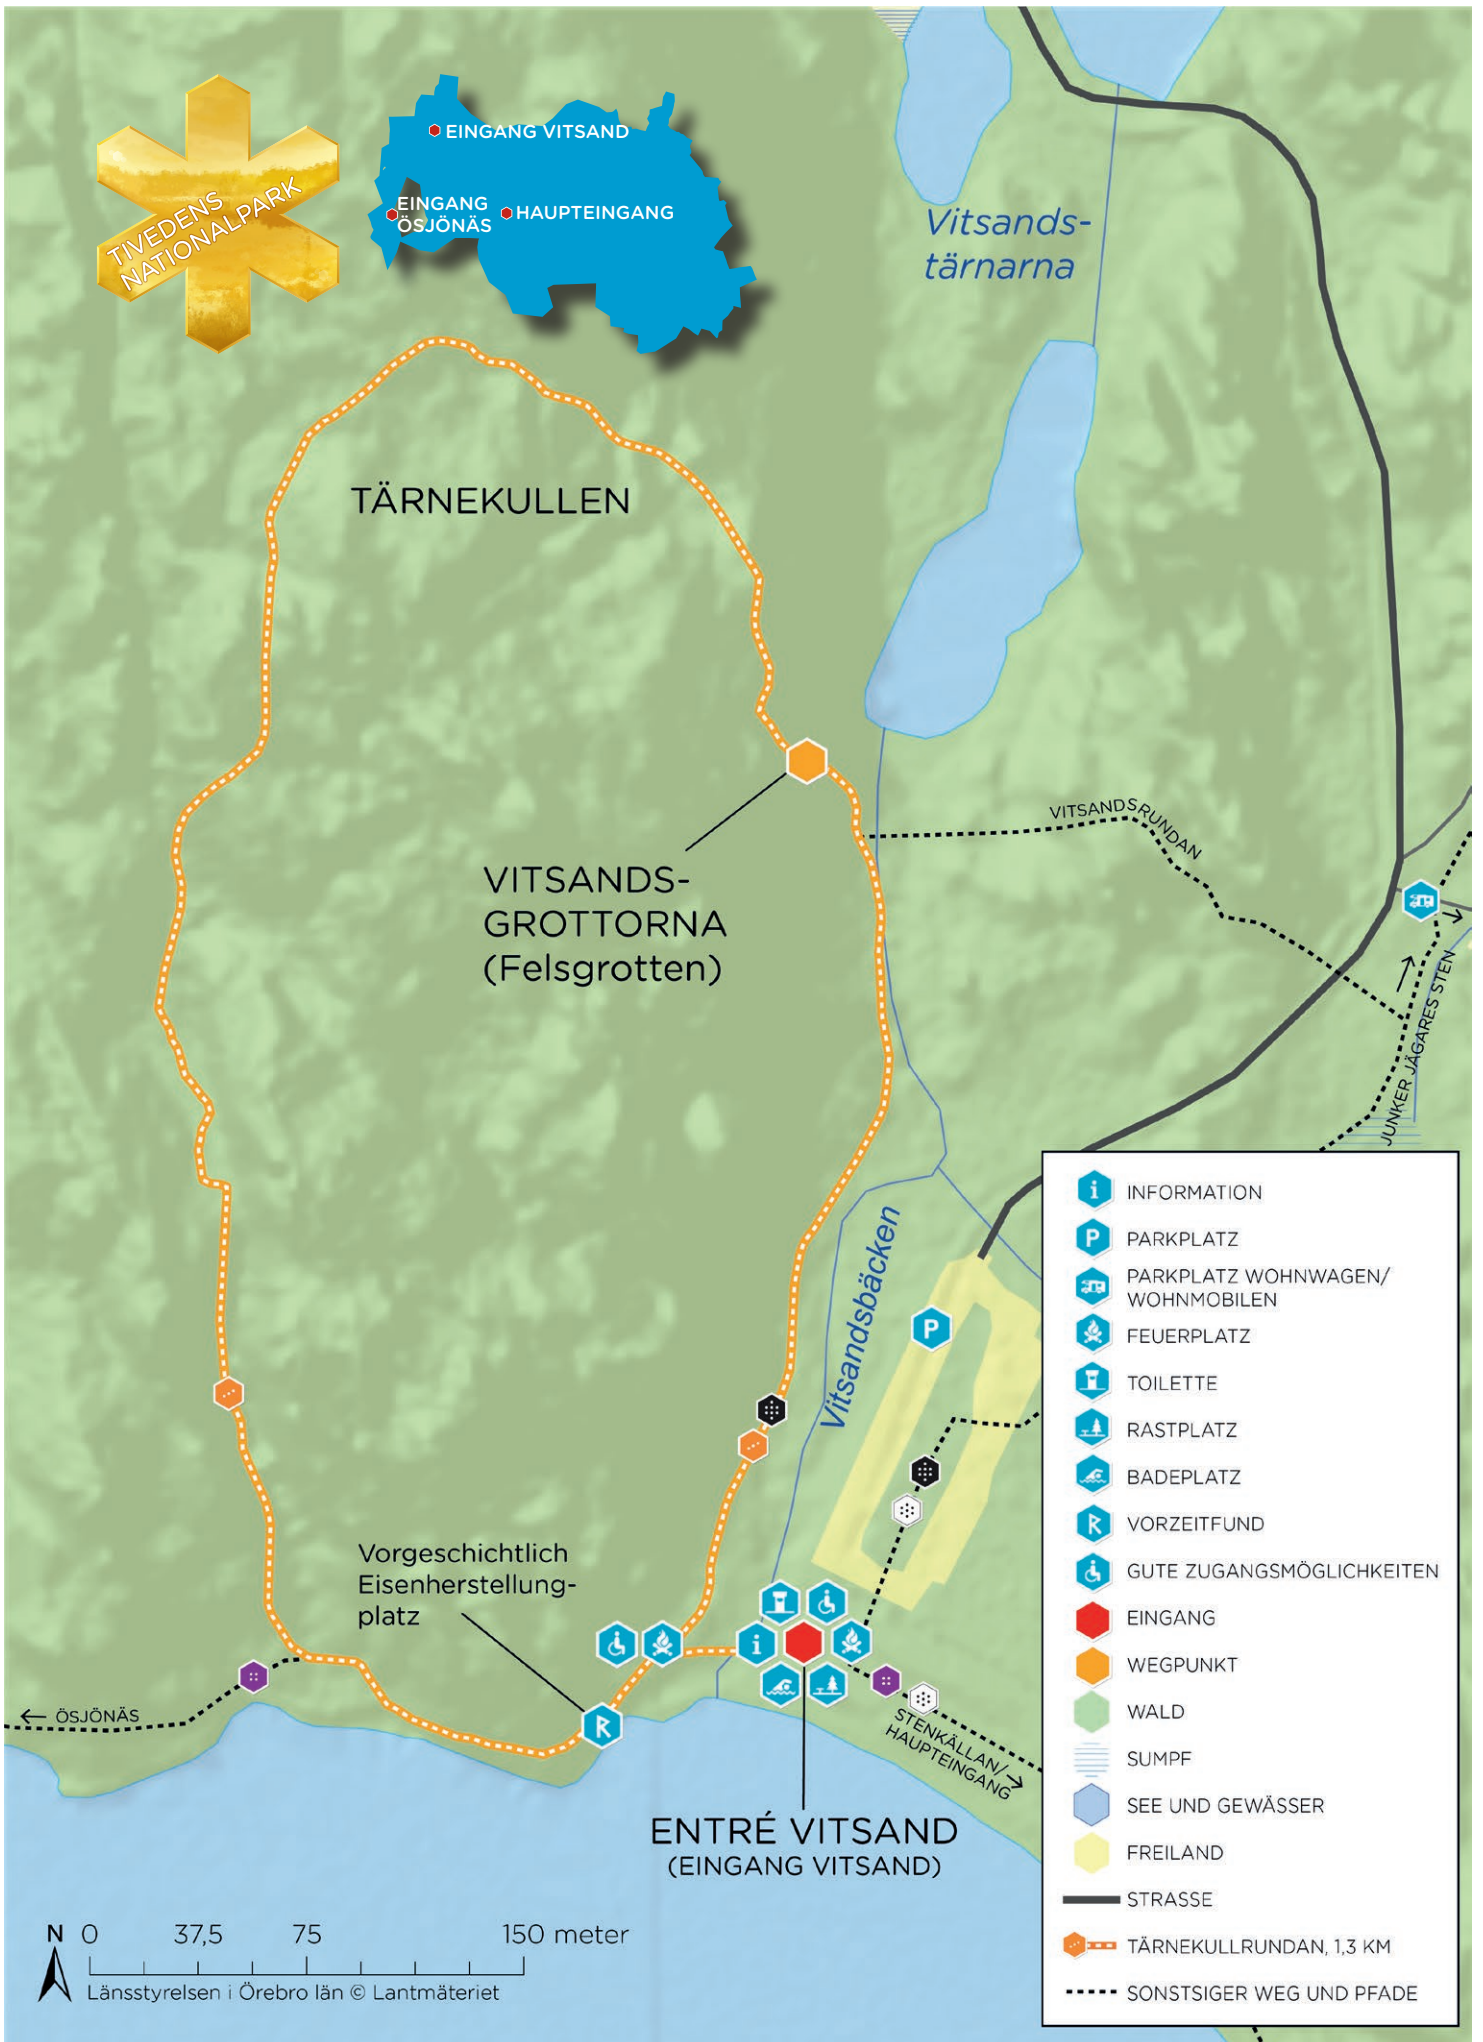 TIVEDENS
NATIONALPARK
EINGANG VITSAND
EINGANG
ÖSJÖNÄS
HAUPTEINGANG
Vitsands-
tärnarna
TÄRNEKULLEN
VITSANDSRUNDAN
VITSANDS-
GROTTORNA
(Felsgrotten)
JUNKER JÄGARES STEN
Vitsandsbäcken
P
Vorgeschichtlich
Eisenherstellung-
platz
i
R
← ÖSJÖNÄS
STENKÄLLAN/
HAUPTEINGANG →
ENTRÉ VITSAND
(EINGANG VITSAND)
i INFORMATION
P PARKPLATZ
PARKPLATZ WOHNWAGEN/
WOHNMOBILEN
FEUERPLATZ
TOILETTE
RASTPLATZ
BADEPLATZ
R VORZEITFUND
GUTE ZUGANGSMÖGLICHKEITEN
EINGANG
WEGPUNKT
WALD
SUMPF
SEE UND GEWÄSSER
FREILAND
STRASSE
TÄRNEKULLRUNDAN, 1,3 KM
SONSTSIGER WEG UND PFADE
N 0 37,5 75 150 meter
Länsstyrelsen i Örebro län © Lantmäteriet